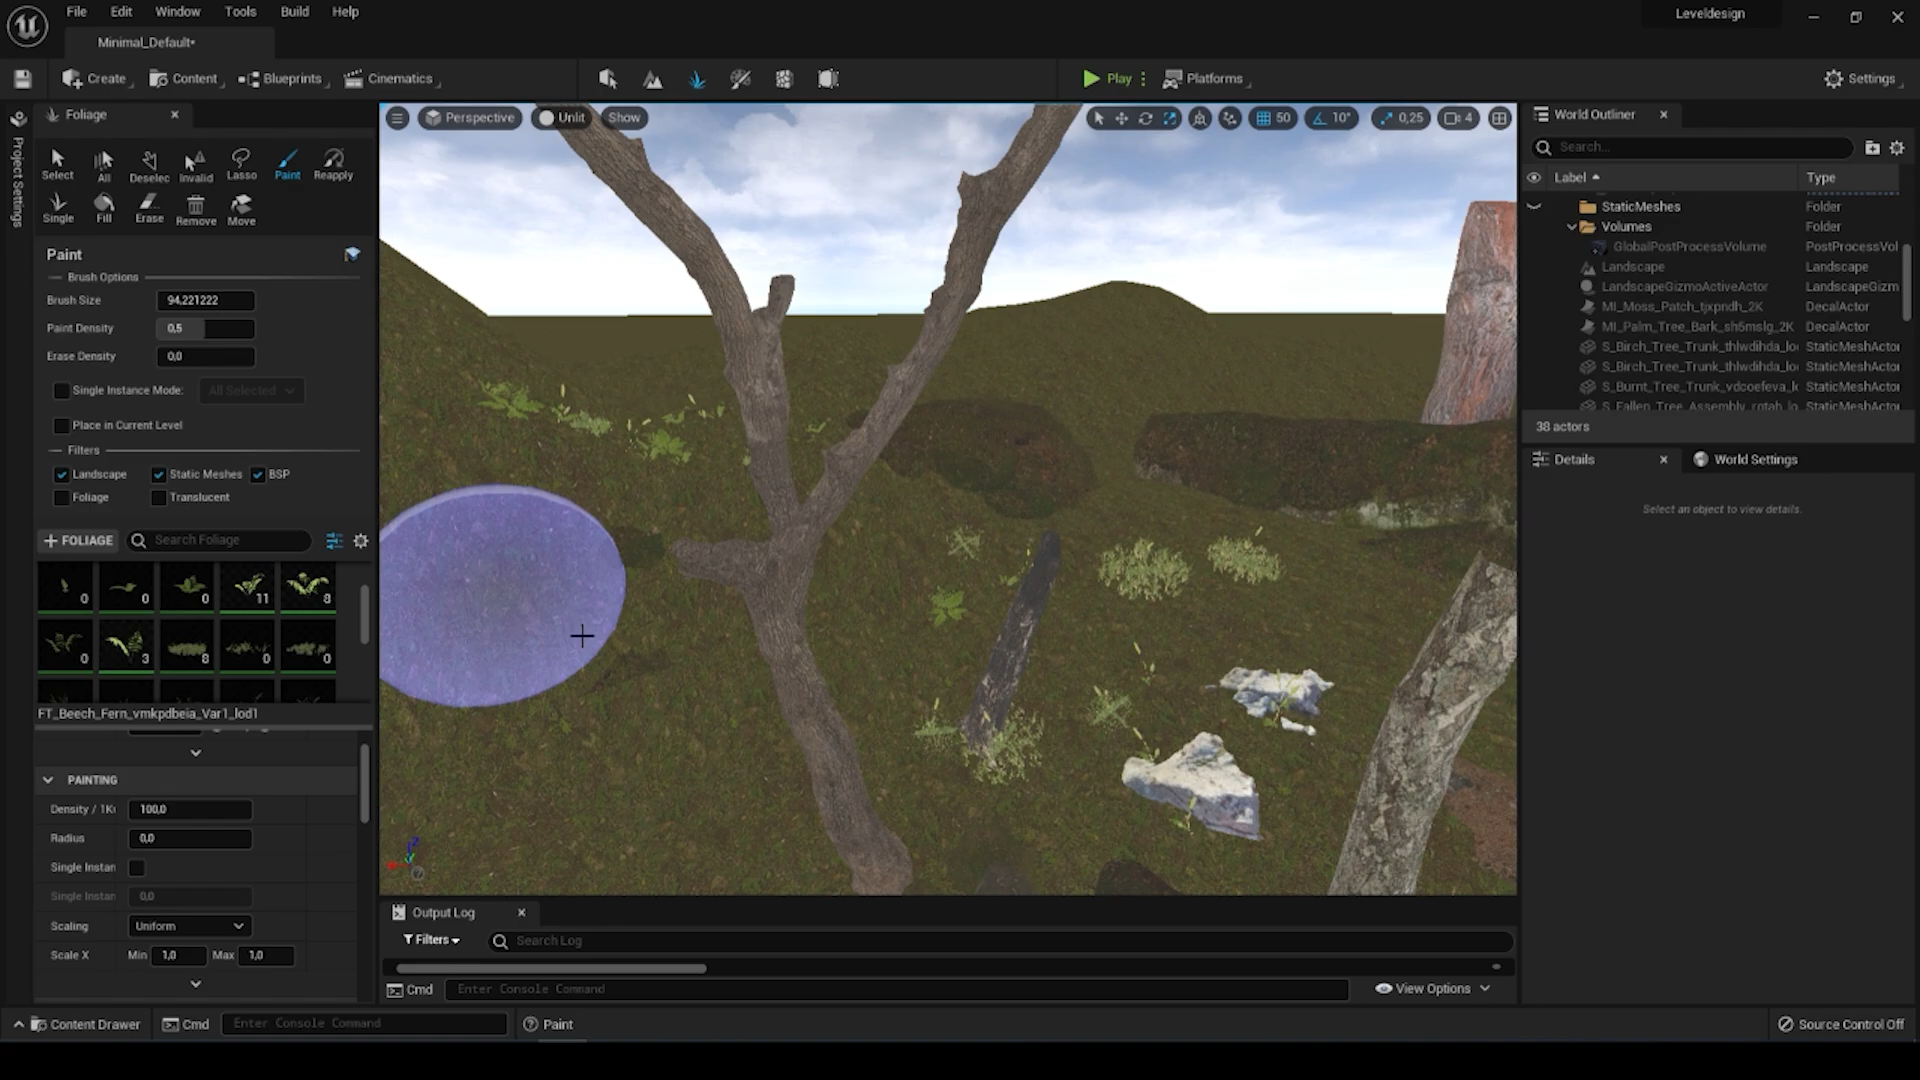 File Edit Window Tools Build Help
Leveldesign
Minimal_Default*
Create Content Blueprints Cinematics Play Platforms Settings
Project Settings
Foliage
Select All Deselec Invalid Lasso Paint Reapply
Single Fill Erase Remove Move
Paint
Brush Options
Brush Size 94,221222
Paint Density 0,5
Erase Density 0,0
Single Instance Mode: All Selected
Place in Current Level
Filters
Landscape Static Meshes BSP
Foliage Translucent
+ FOLIAGE Search Foliage
0 0 0 11 8
0 3 8 0 0
FT_Beech_Fern_vmkpdbeia_Var1_lod1
PAINTING
Density / 1K 100,0
Radius 0,0
Single Instan
Single Instan 0,0
Scaling Uniform
Scale X Min 1,0 Max 1,0
Perspective Unlit Show
50 10° 0,25 4
World Outliner
Search...
Label Type
StaticMeshes Folder
Volumes Folder
GlobalPostProcessVolume PostProcessVol
Landscape Landscape
LandscapeGizmoActiveActor LandscapeGizm
MI_Moss_Patch_tjxpndh_2K DecalActor
MI_Palm_Tree_Bark_sh5mslg_2K DecalActor
S_Birch_Tree_Trunk_thlwdihda_lo StaticMeshActor
S_Birch_Tree_Trunk_thlwdihda_lo StaticMeshActor
S_Burnt_Tree_Trunk_vdcoefeva_l StaticMeshActor
S_Fallen_Tree_Assembly_rqtah_lo StaticMeshActor
38 actors
Details World Settings
Select an object to view details.
Output Log
Filters Search Log
Cmd Enter Console Command View Options
Content Drawer Cmd Enter Console Command Paint Source Control Off